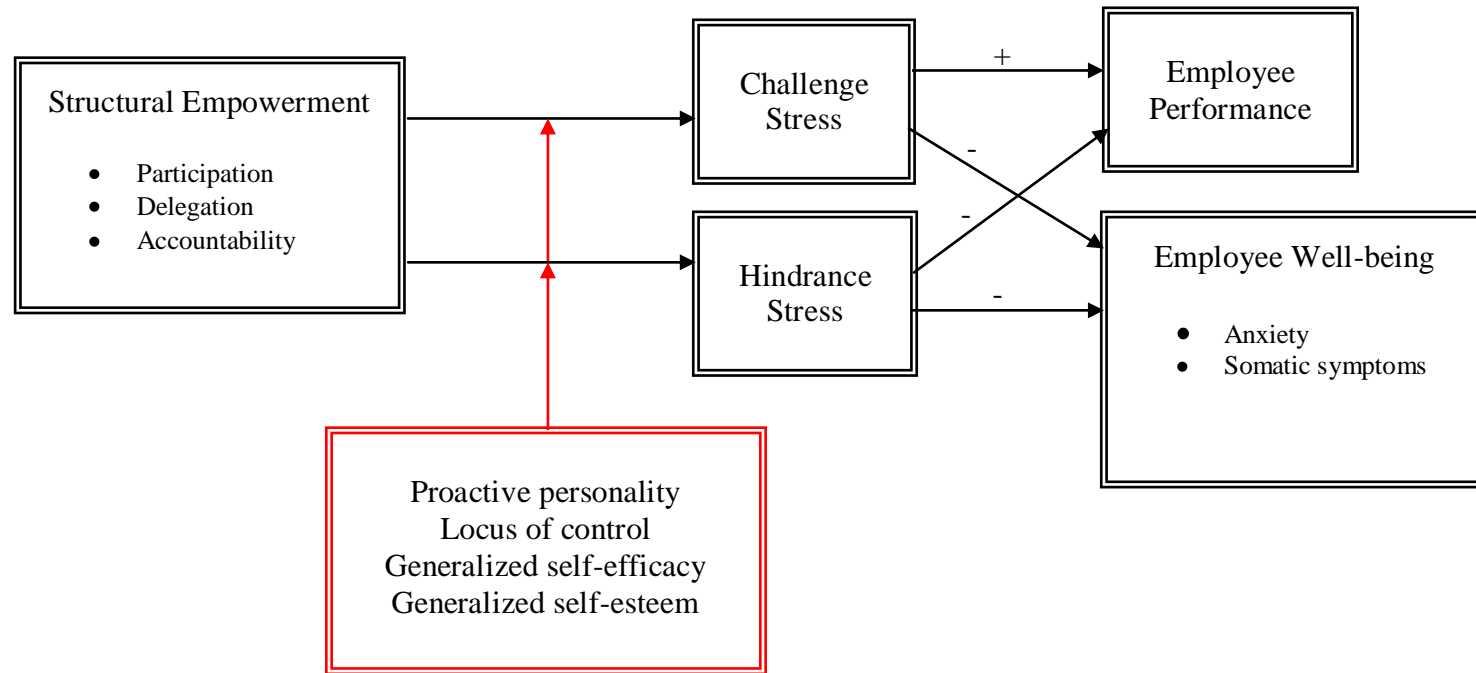 Structural Empowerment
• Participation
• Delegation
• Accountability
Challenge
Stress
Hindrance
Stress
+
-
-
-
Employee
Performance
Employee Well-being
• Anxiety
• Somatic symptoms
Proactive personality
Locus of control
Generalized self-efficacy
Generalized self-esteem